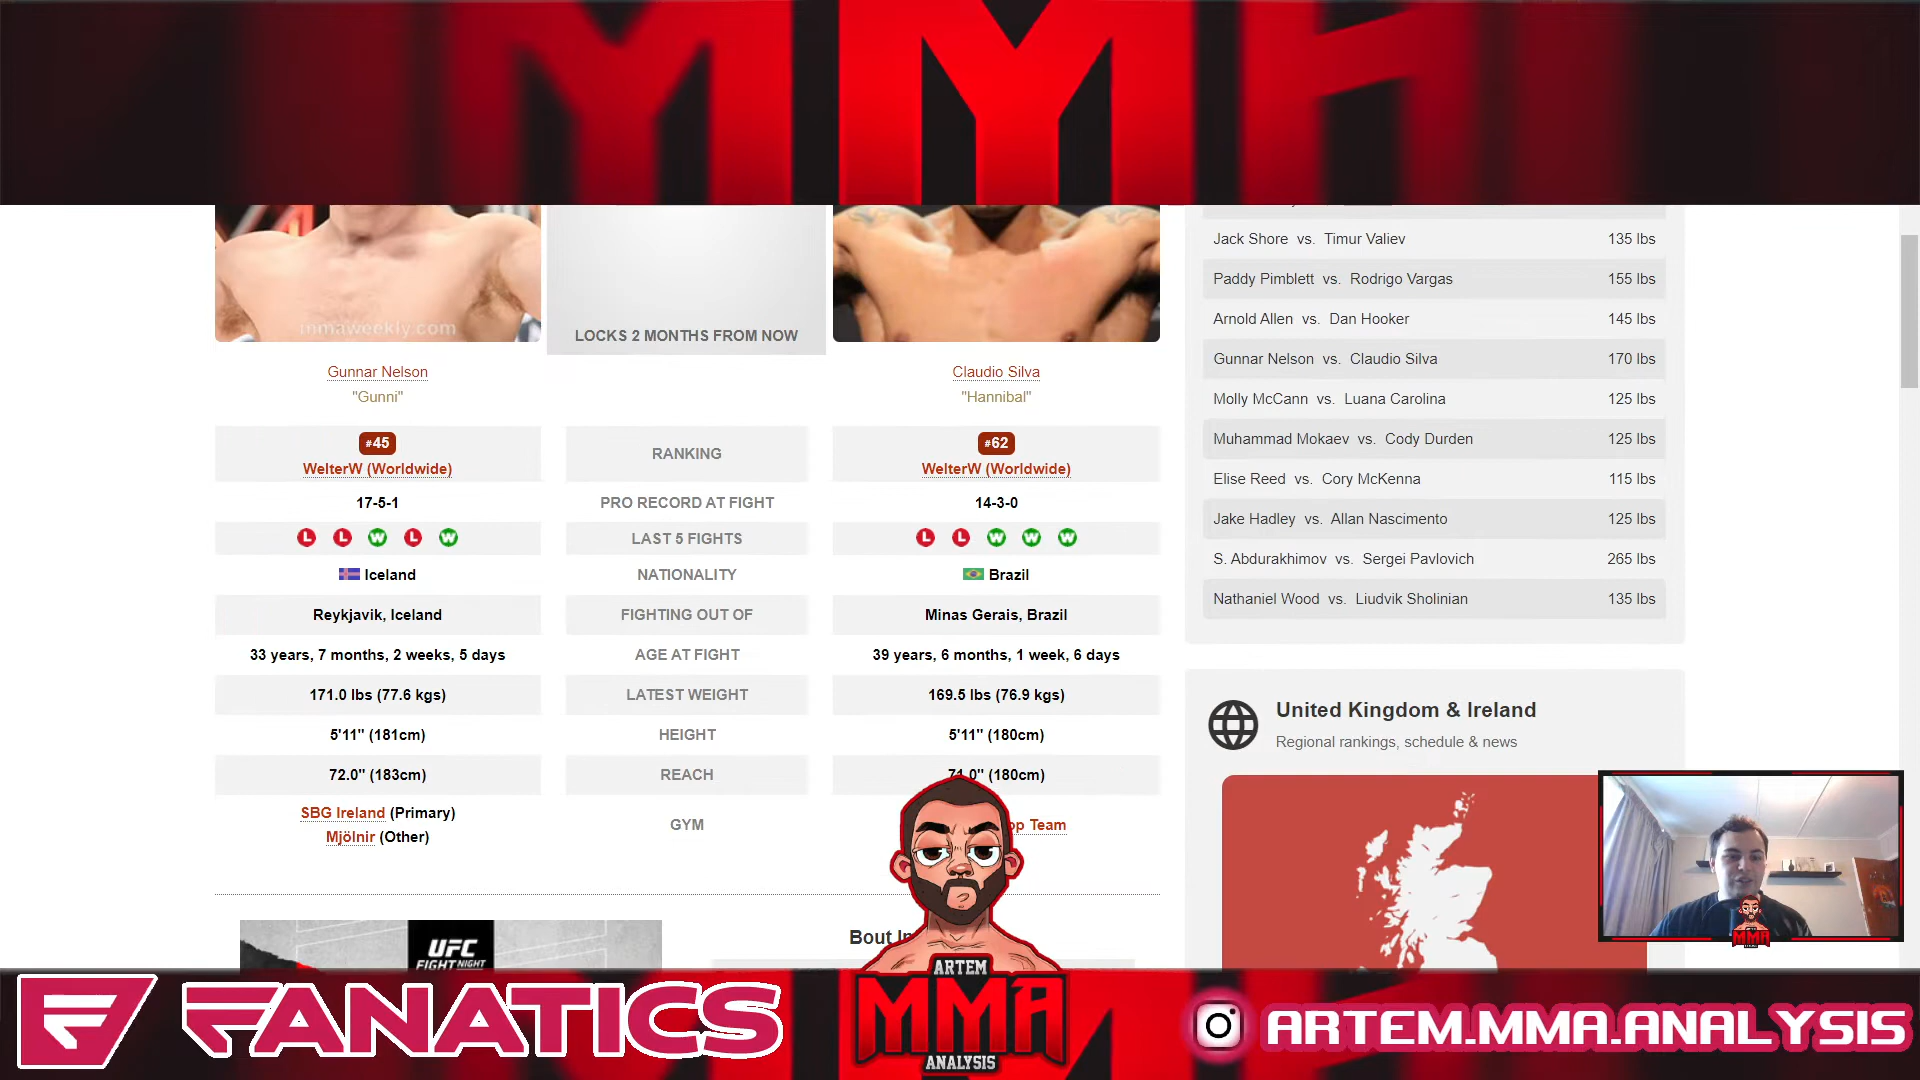 MMA
mmaweekly.com
LOCKS 2 MONTHS FROM NOW
Gunnar Nelson
"Gunni"
Claudio Silva
"Hannibal"
#45
WelterW (Worldwide)
RANKING
#62
WelterW (Worldwide)
17-5-1
PRO RECORD AT FIGHT
14-3-0
L L W L W
LAST 5 FIGHTS
L L W W W
Iceland
NATIONALITY
Brazil
Reykjavik, Iceland
FIGHTING OUT OF
Minas Gerais, Brazil
33 years, 7 months, 2 weeks, 5 days
AGE AT FIGHT
39 years, 6 months, 1 week, 6 days
171.0 lbs (77.6 kgs)
LATEST WEIGHT
169.5 lbs (76.9 kgs)
5'11" (181cm)
HEIGHT
5'11" (180cm)
72.0" (183cm)
REACH
71.0" (180cm)
SBG Ireland (Primary)
Mjölnir (Other)
GYM
Team
Bout
UFC
FIGHT NIGHT
Jack Shore vs. Timur Valiev 135 lbs
Paddy Pimblett vs. Rodrigo Vargas 155 lbs
Arnold Allen vs. Dan Hooker 145 lbs
Gunnar Nelson vs. Claudio Silva 170 lbs
Molly McCann vs. Luana Carolina 125 lbs
Muhammad Mokaev vs. Cody Durden 125 lbs
Elise Reed vs. Cory McKenna 115 lbs
Jake Hadley vs. Allan Nascimento 125 lbs
S. Abdurakhimov vs. Sergei Pavlovich 265 lbs
Nathaniel Wood vs. Liudvik Sholinian 135 lbs
United Kingdom & Ireland
Regional rankings, schedule & news
MMA
FANATICS
ARTEM
MMA
ANALYSIS
ARTEM.MMA.ANALYSIS